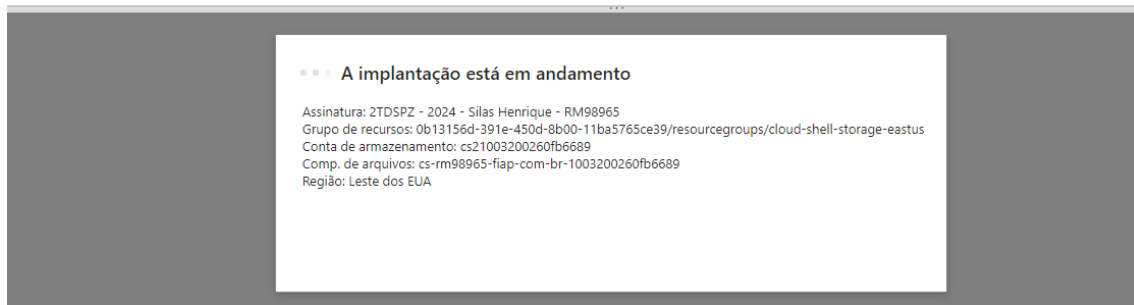 A implantação está em andamento
Assinatura: 2TDSPZ - 2024 - Silas Henrique - RM98965
Grupo de recursos: 0b13156d-391e-450d-8b00-11ba5765ce39/resourcegroups/cloud-shell-storage-eastus
Conta de armazenamento: cs21003200260fb6689
Comp. de arquivos: cs-rm98965-fiap-com-br-1003200260fb6689
Região: Leste dos EUA